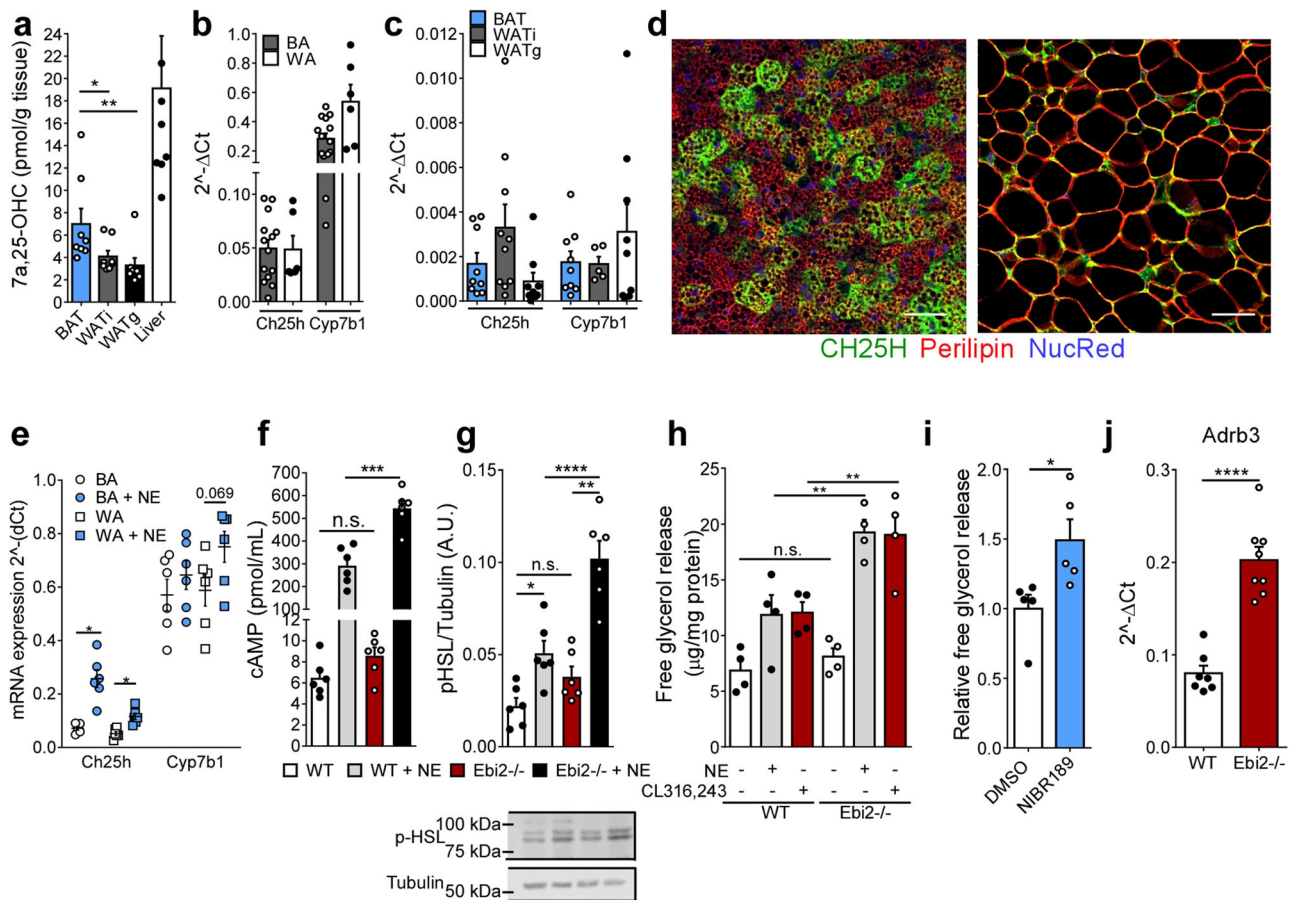 a
7a,25-OHC (pmol/g tissue)
24
22
20
18
16
14
12
10
8
6
4
2
0
*
**
BAT
WATi
WATg
Liver
b
2^-ΔCt
1.0
0.8
0.6
0.4
0.2
0.10
0.05
0.00
BA
WA
Ch25h Cyp7b1
c
2^-ΔCt
0.012
0.010
0.008
0.006
0.004
0.002
0.000
BAT
WATi
WATg
Ch25h Cyp7b1
d
CH25H Perilipin NucRed
e
mRNA expression 2^-(dCt)
1.0
0.8
0.6
0.4
0.2
0.0
BA
BA + NE
WA
WA + NE
0.069
*
*
Ch25h Cyp7b1
f
cAMP (pmol/mL)
700
600
500
400
300
200
100
10
9
8
7
6
5
4
3
2
1
0
***
n.s.
g
pHSL/Tubulin (A.U.)
0.15
0.10
0.05
0.00
****
**
n.s.
*
WT WT + NE Ebi2-/- Ebi2-/- + NE
p-HSL
100 kDa
75 kDa
Tubulin
50 kDa
h
Free glycerol release
(µg/mg protein)
25
20
15
10
5
0
**
**
n.s.
NE - + - - + -
CL316,243 - - + - - +
WT Ebi2-/-
i
Relative free glycerol release
2.0
1.5
1.0
0.5
0.0
*
DMSO
NIBR189
j
Adrb3
2^-ΔCt
0.3
0.2
0.1
0.0
****
WT
Ebi2-/-